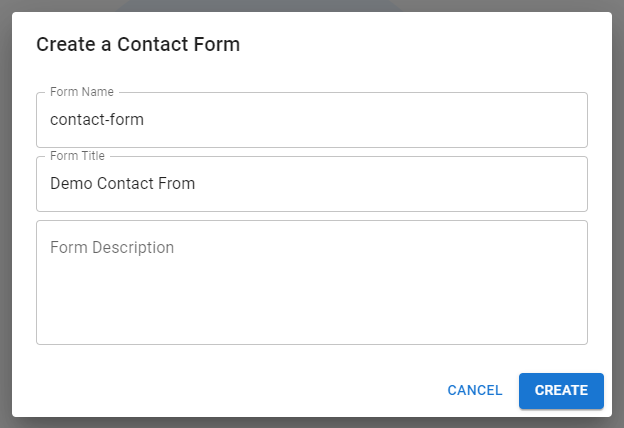 Create a Contact Form
Form Name
contact-form
Form Title
Demo Contact From
Form Description
CANCEL
CREATE